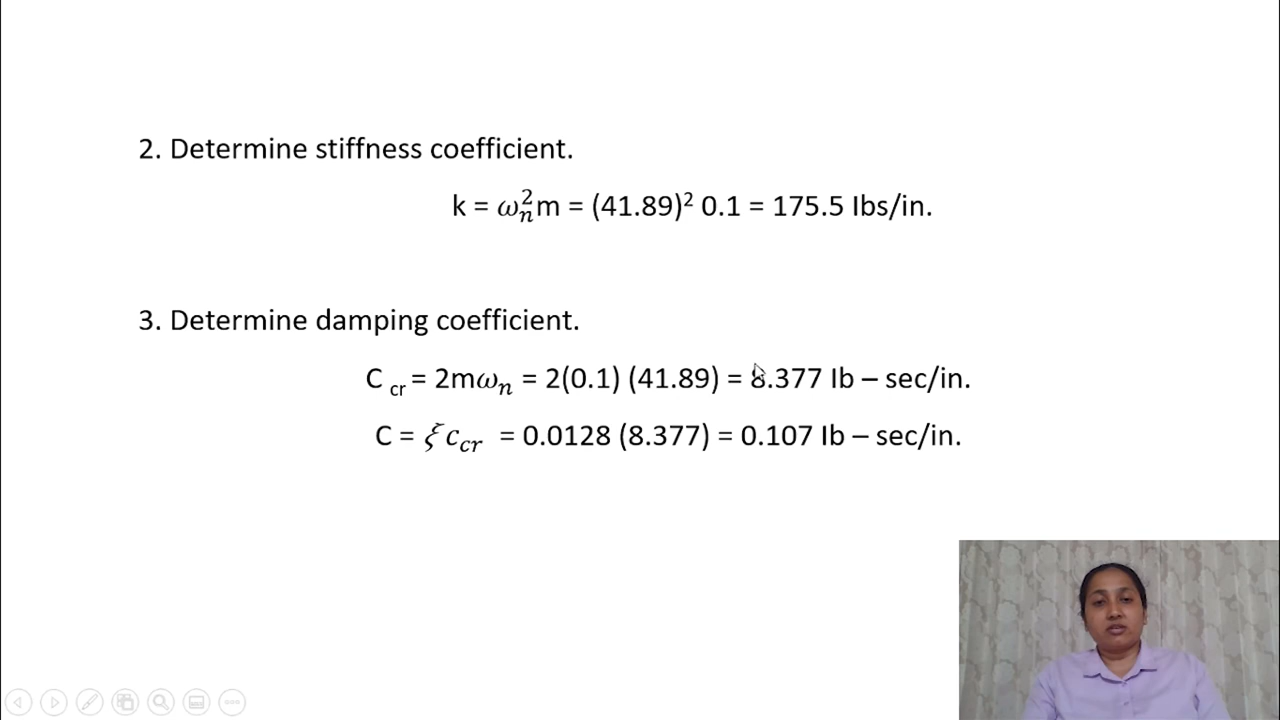 2. Determine stiffness coefficient.
k = ωₙ²m = (41.89)² 0.1 = 175.5 Ibs/in.
3. Determine damping coefficient.
C cr = 2mωₙ = 2(0.1) (41.89) = 8.377 Ib – sec/in.
C = ξ c_cr = 0.0128 (8.377) = 0.107 Ib – sec/in.